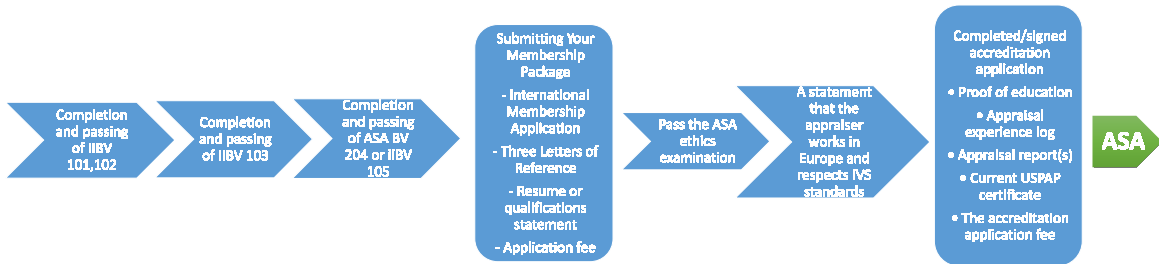 Completion
and passing
of IIBV
101,102
Completion
and passing
of IIBV 103
Completion
and passing
of ASA BV
204 or IIBV
105
Submitting Your
Membership
Package
- International
Membership
Application
- Three Letters of
Reference
- Resume or
qualifications
statement
- Application fee
Pass the ASA
ethics
examination
A statement
that the
appraiser
works in
Europe and
respects IVS
standards
Completed/signed
accreditation
application
• Proof of education
• Appraisal
experience log
• Appraisal report(s)
• Current USPAP
certificate
• The accreditation
application fee
ASA